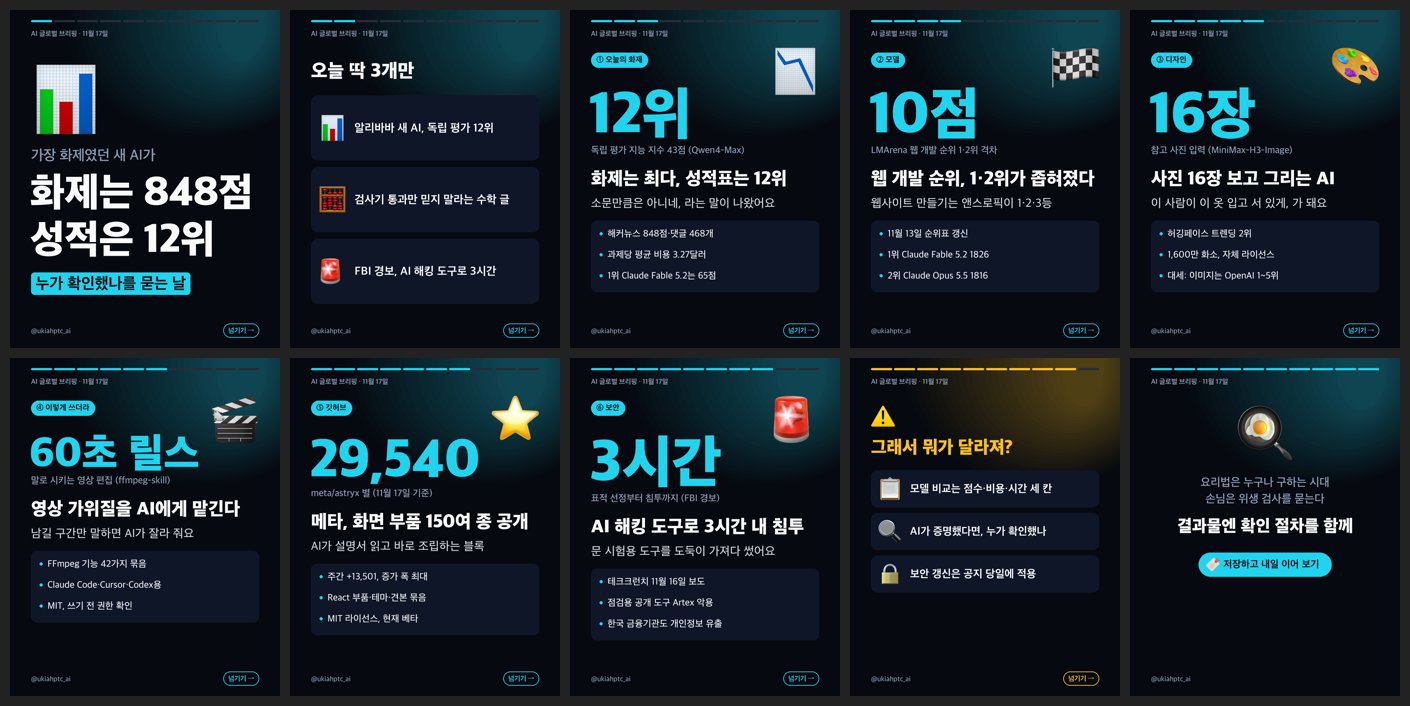 AI 글로벌 브리핑 · 11월 17일
가장 화제였던 새 AI가
화제는 848점
성적은 12위
누가 확인했나를 묻는 날
@ukiahptc_ai
넘기기 →
AI 글로벌 브리핑 · 11월 17일
오늘 딱 3개만
알리바바 새 AI, 독립 평가 12위
검사기 통과만 믿지 말라는 수학 글
FBI 경보, AI 해킹 도구로 3시간
@ukiahptc_ai
넘기기 →
AI 글로벌 브리핑 · 11월 17일
① 오늘의 화제
12위
독립 평가 지능 지수 43점 (Qwen4-Max)
화제는 최다, 성적표는 12위
소문만큼은 아니네, 라는 말이 나왔어요
• 해커뉴스 848점·댓글 468개
• 과제당 평균 비용 3.27달러
• 1위 Claude Fable 5.2는 65점
@ukiahptc_ai
넘기기 →
AI 글로벌 브리핑 · 11월 17일
② 모델
10점
LMArena 웹 개발 순위 1·2위 격차
웹 개발 순위, 1·2위가 좁혀졌다
웹사이트 만들기는 앤스로픽이 1·2·3등
• 11월 13일 순위표 갱신
• 1위 Claude Fable 5.2 1826
• 2위 Claude Opus 5.5 1816
@ukiahptc_ai
넘기기 →
AI 글로벌 브리핑 · 11월 17일
③ 디자인
16장
참고 사진 입력 (MiniMax-H3-Image)
사진 16장 보고 그리는 AI
이 사람이 이 옷 입고 서 있게, 가 돼요
• 허깅페이스 트렌딩 2위
• 1,600만 화소, 자체 라이선스
• 대세: 이미지는 OpenAI 1~5위
@ukiahptc_ai
넘기기 →
AI 글로벌 브리핑 · 11월 17일
④ 이렇게 쓰더라
60초 릴스
말로 시키는 영상 편집 (ffmpeg-skill)
영상 가위질을 AI에게 맡긴다
남길 구간만 말하면 AI가 잘라 줘요
• FFmpeg 기능 42가지 묶음
• Claude Code·Cursor·Codex용
• MIT, 쓰기 전 권한 확인
@ukiahptc_ai
넘기기 →
AI 글로벌 브리핑 · 11월 17일
⑤ 깃허브
29,540
meta/astryx 별 (11월 17일 기준)
메타, 화면 부품 150여 종 공개
AI가 설명서 읽고 바로 조립하는 블록
• 주간 +13,501, 증가 폭 최대
• React 부품·테마·견본 묶음
• MIT 라이선스, 현재 베타
@ukiahptc_ai
넘기기 →
AI 글로벌 브리핑 · 11월 17일
⑥ 보안
3시간
표적 선정부터 침투까지 (FBI 경보)
AI 해킹 도구로 3시간 내 침투
문 시험용 도구를 도둑이 가져다 썼어요
• 테크크런치 11월 16일 보도
• 점검용 공개 도구 Artex 악용
• 한국 금융기관도 개인정보 유출
@ukiahptc_ai
넘기기 →
AI 글로벌 브리핑 · 11월 17일
그래서 뭐가 달라져?
모델 비교는 점수·비용·시간 세 칸
AI가 증명했다면, 누가 확인했나
보안 갱신은 공지 당일에 적용
@ukiahptc_ai
넘기기 →
AI 글로벌 브리핑 · 11월 17일
요리법은 누구나 구하는 시대
손님은 위생 검사를 묻는다
결과물엔 확인 절차를 함께
저장하고 내일 이어 보기
@ukiahptc_ai